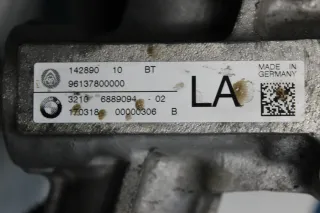 142890 10 BT
96137800000
3210 6889094 - 02
170318 00000306 B
LA
MADE IN
GERMANY